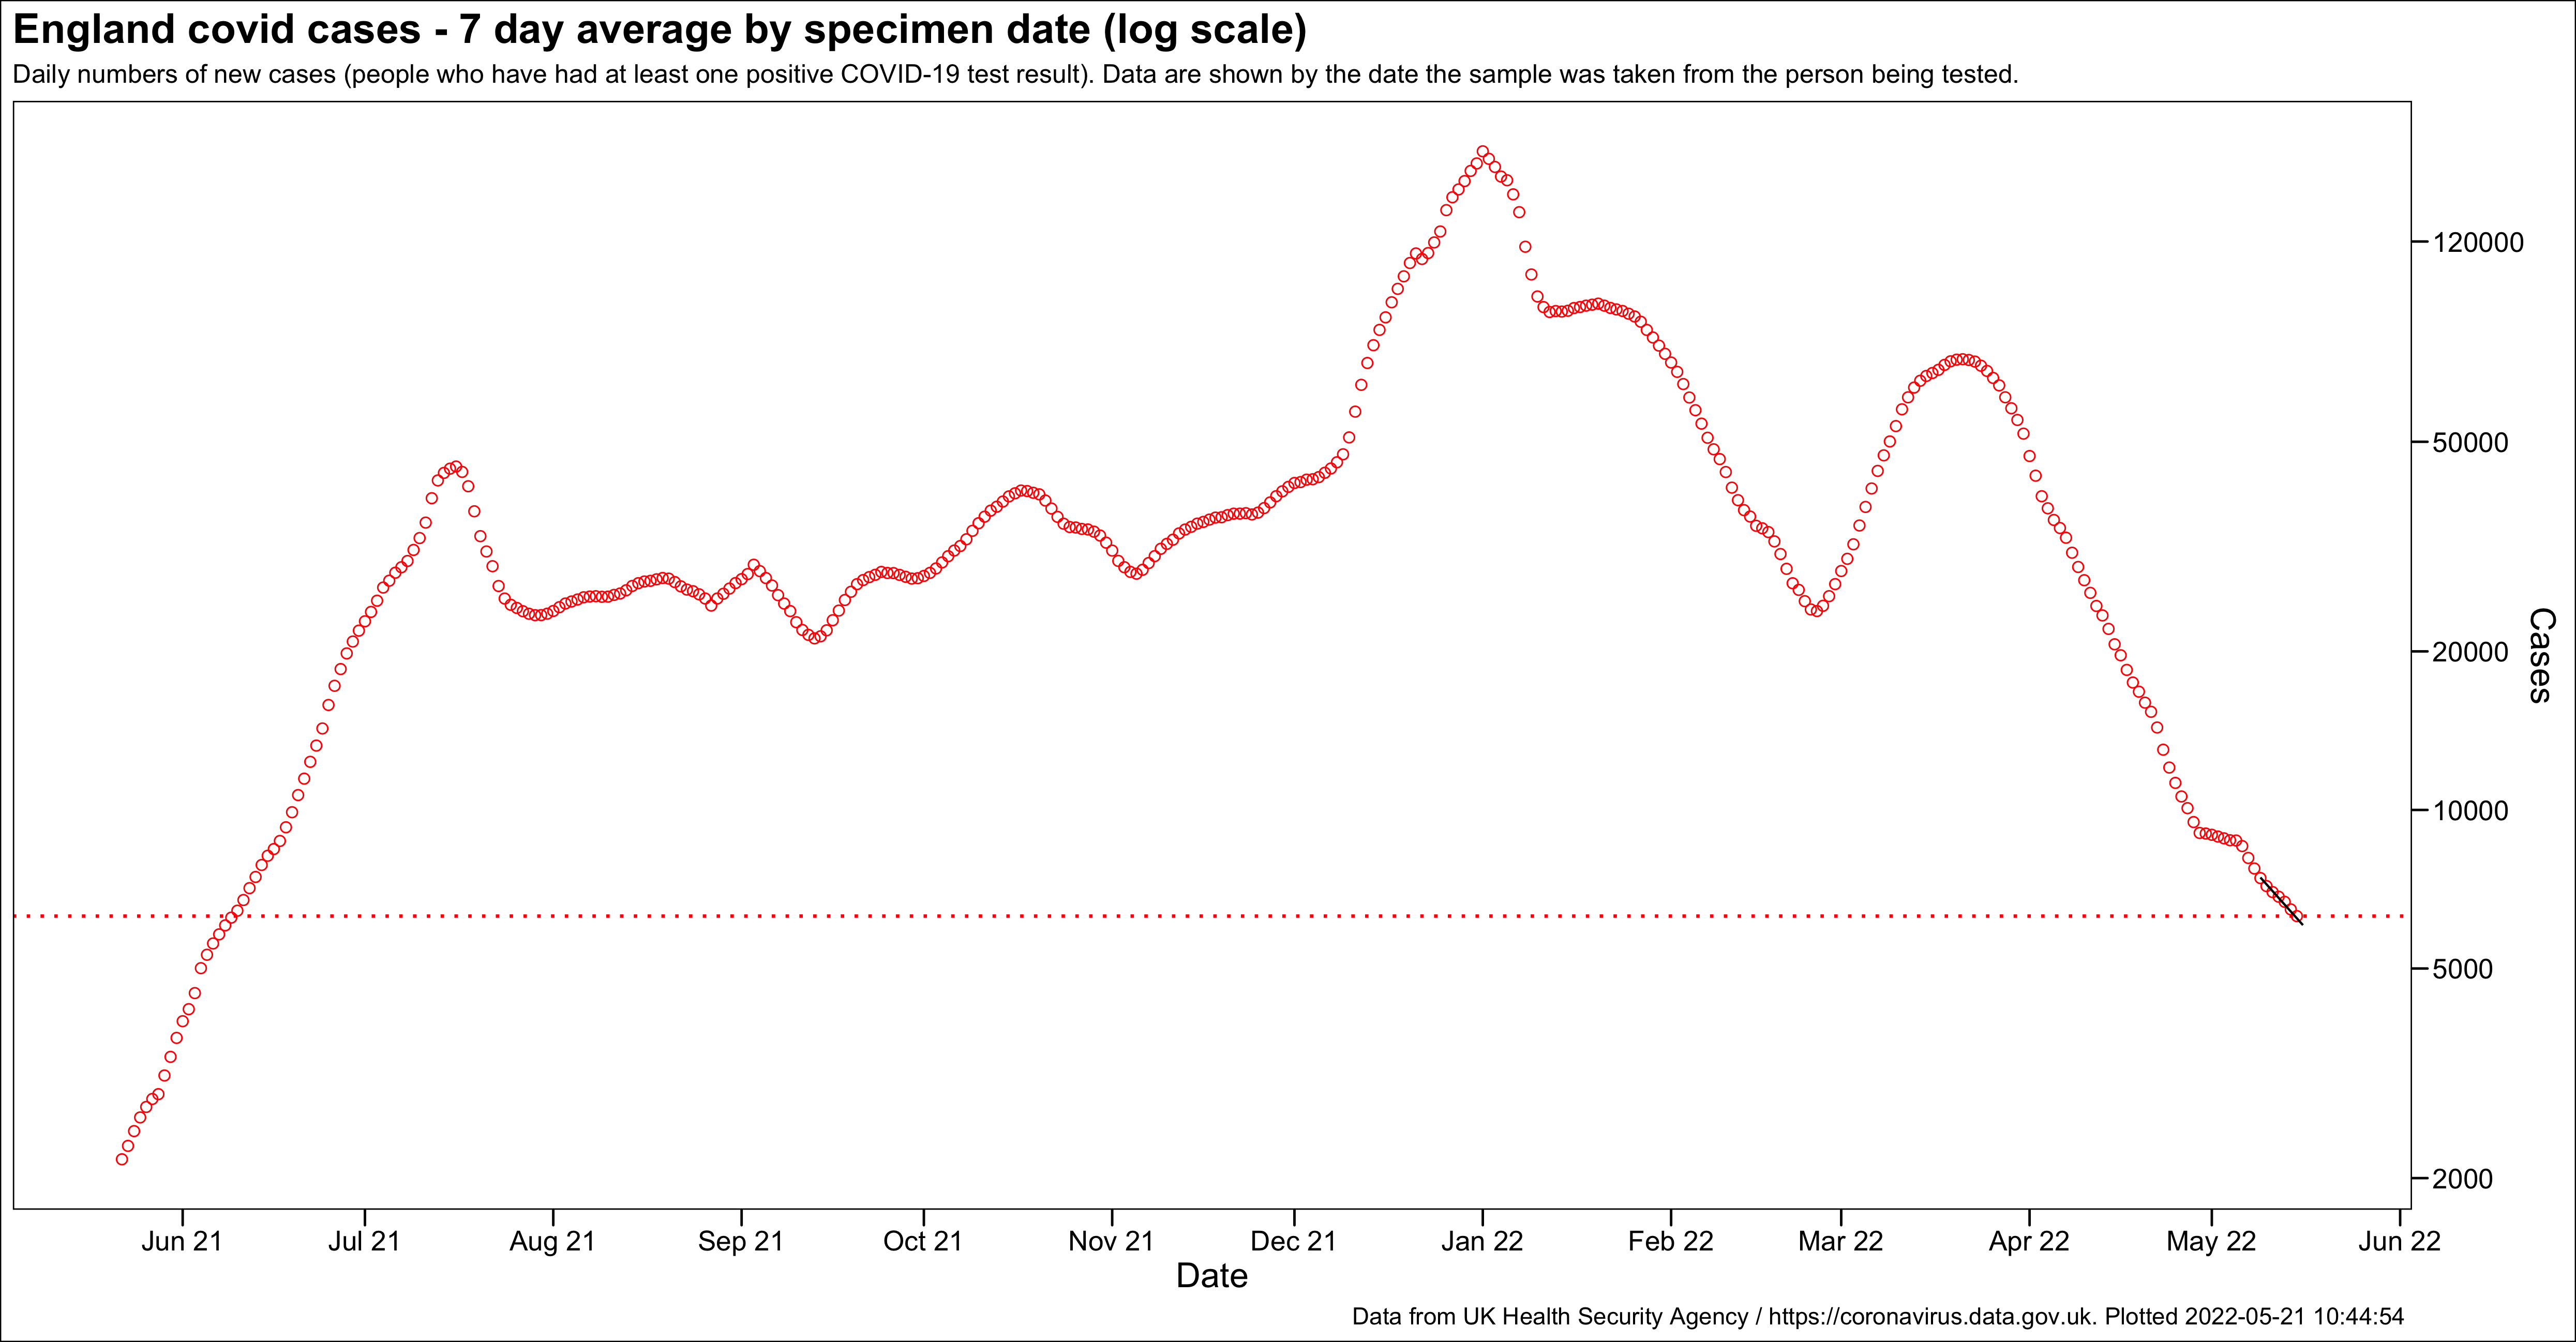 England covid cases - 7 day average by specimen date (log scale)
Daily numbers of new cases (people who have had at least one positive COVID-19 test result). Data are shown by the date the sample was taken from the person being tested.
120000
50000
20000
10000
5000
2000
Cases
Jun 21 Jul 21 Aug 21 Sep 21 Oct 21 Nov 21 Dec 21 Jan 22 Feb 22 Mar 22 Apr 22 May 22 Jun 22
Date
Data from UK Health Security Agency / https://coronavirus.data.gov.uk. Plotted 2022-05-21 10:44:54